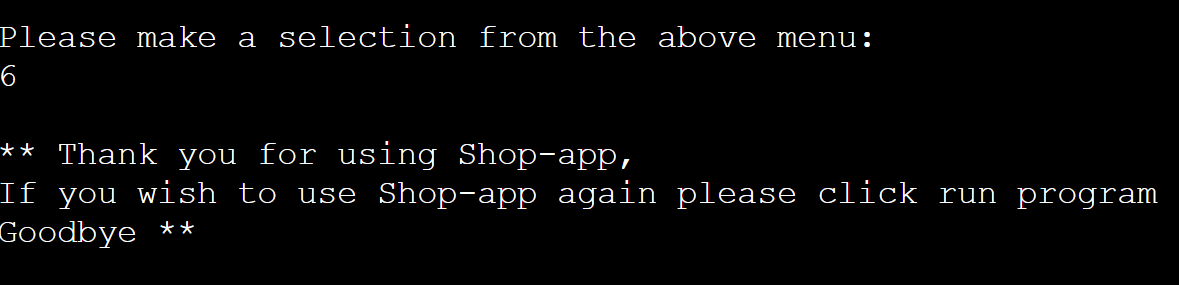 Please make a selection from the above menu:
6
** Thank you for using Shop-app,
If you wish to use Shop-app again please click run program
Goodbye **